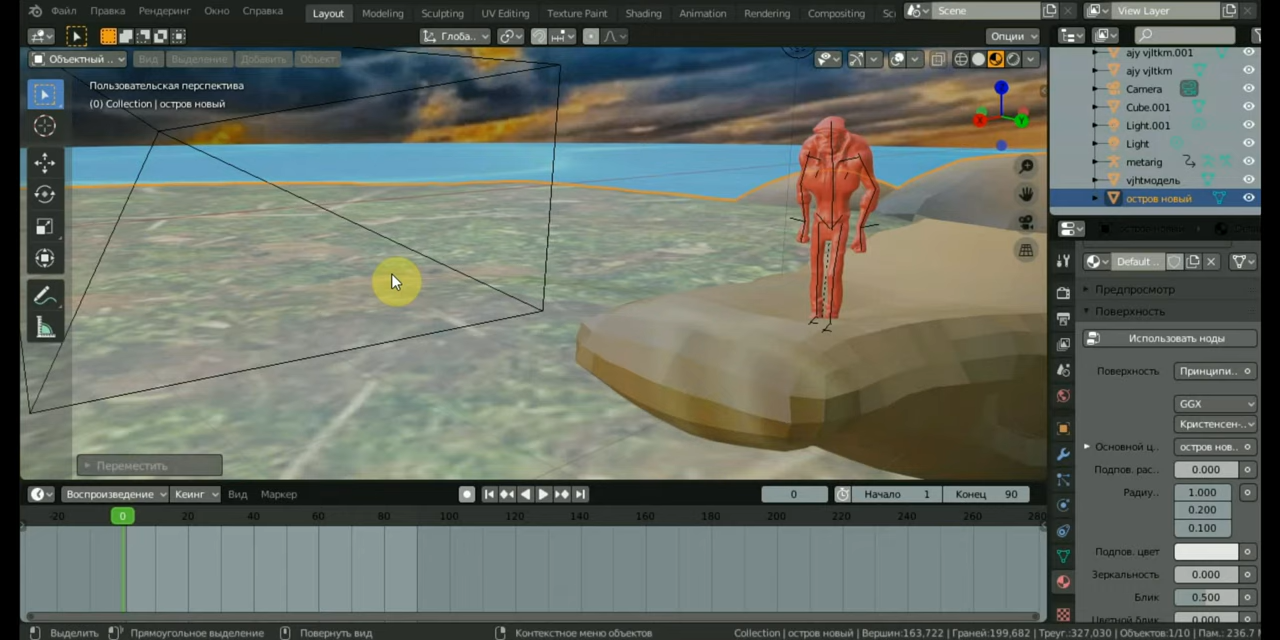 Файл Правка Рендеринг Окно Справка Layout Modeling Sculpting UV Editing Texture Paint Shading Animation Rendering Compositing Sc Scene View Layer
Глоба.. Опции
Объектный .. Вид Выделение Добавить Объект
Пользовательская перспектива
(0) Collection | остров новый
ajy vjltkm.001
ajy vjltkm
Camera
Cube.001
Light.001
Light
metarig
vjhtмодель
остров новый
Default ..
Предпросмотр
Поверхность
Использовать ноды
Поверхность Принципи..
GGX
Кристенсен-..
Основной ц.. остров нов..
Подпов. рас.. 0.000
Радиу.. 1.000
0.200
0.100
Подпов. цвет
Зеркальность 0.000
Блик 0.500
Переместить
Воспроизведение Кеинг Вид Маркер 0 Начало 1 Конец 90
-20 0 20 40 60 80 100 120 140 160 180 200 220 240 260 280
Выделить Прямоугольное выделение Повернуть вид Контекстное меню объектов Collection | остров новый | Вершин:163,722 | Граней:199,682 | Треуг.:327,030 | Объектов:1/10 | Пам.: 236.7